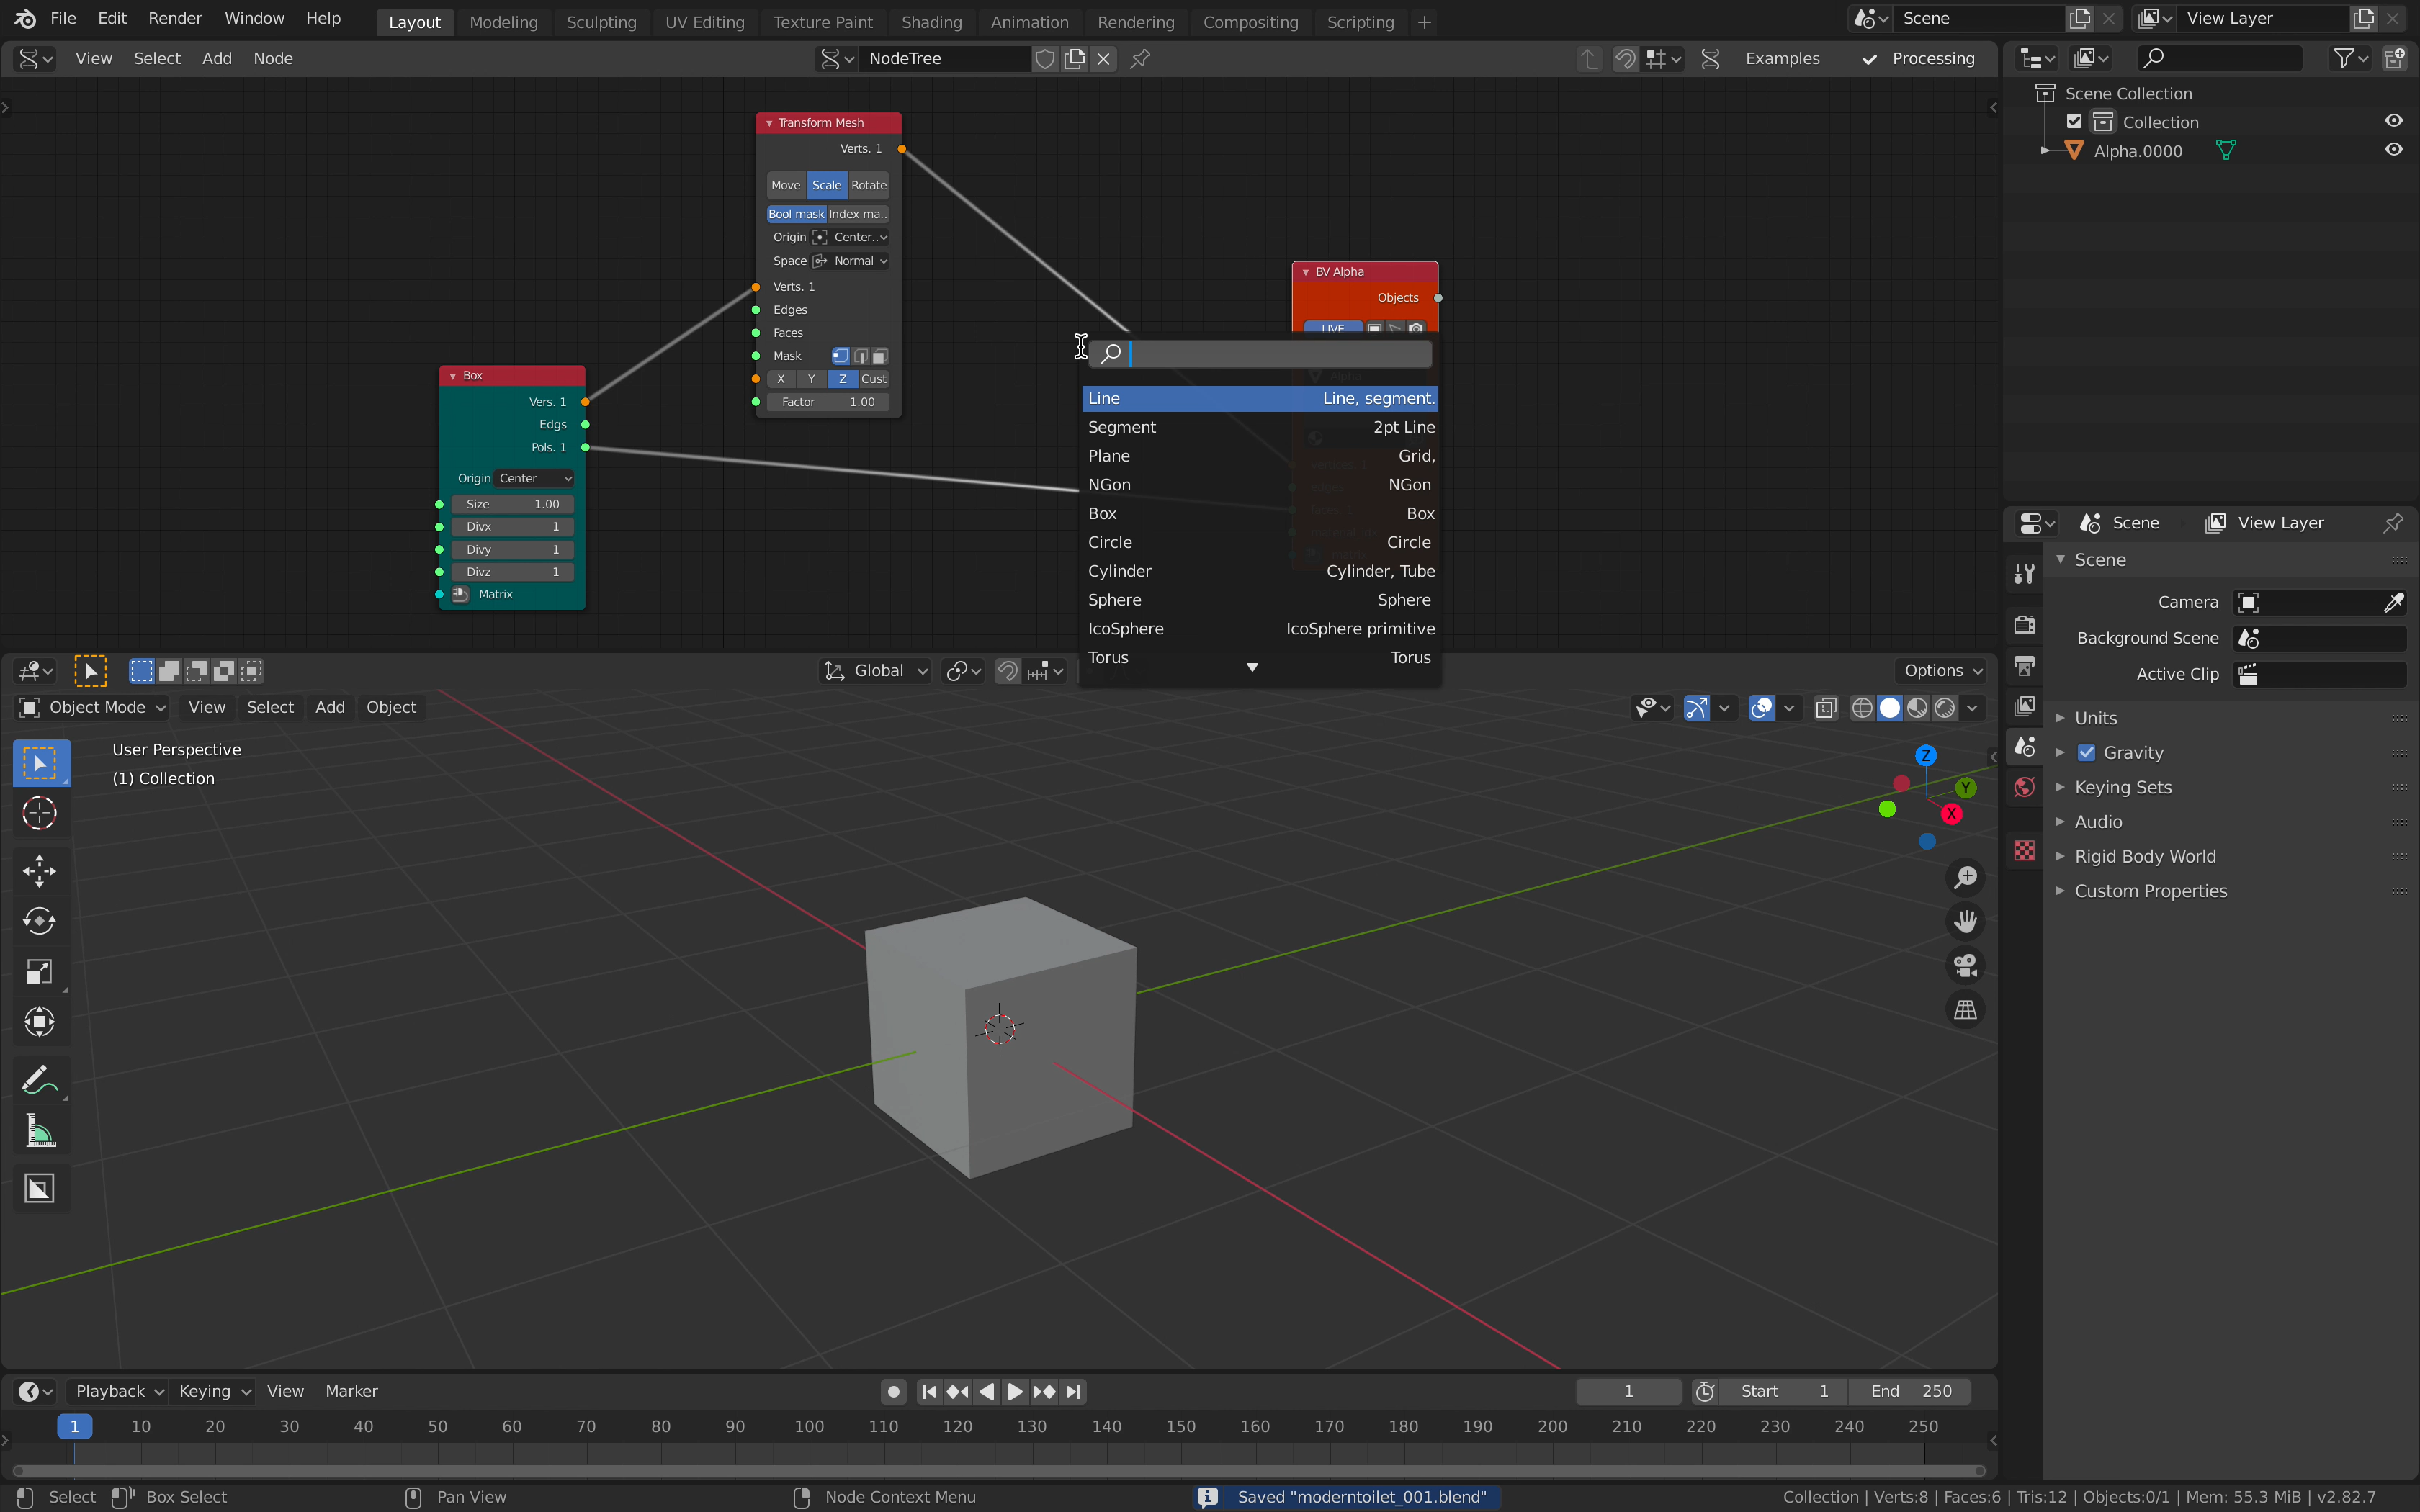 File Edit Render Window Help Layout Modeling Sculpting UV Editing Texture Paint Shading Animation Rendering Compositing Scripting + Scene View Layer
View Select Add Node NodeTree Examples Processing
Scene Collection
Collection
Alpha.0000
Transform Mesh
Verts. 1
Move Scale Rotate
Bool mask Index ma..
Origin Center..
Space Normal
Verts. 1
Edges
Faces
Mask
X Y Z Cust
Factor 1.00
BV Alpha
Objects
LIVE
Alpha
Box
Vers. 1
Edgs
Pols. 1
Origin Center
Size 1.00
Divx 1
Divy 1
Divz 1
Matrix
Line Line, segment.
Segment 2pt Line
Plane Grid,
NGon NGon
Box Box
Circle Circle
Cylinder Cylinder, Tube
Sphere Sphere
IcoSphere IcoSphere primitive
Torus Torus
Scene View Layer
Scene
Camera
Background Scene
Active Clip
Units
Gravity
Keying Sets
Audio
Rigid Body World
Custom Properties
Global Options
Object Mode View Select Add Object
User Perspective
(1) Collection
Z
Y
X
Playback Keying View Marker 1 Start 1 End 250
1 10 20 30 40 50 60 70 80 90 100 110 120 130 140 150 160 170 180 190 200 210 220 230 240 250
Select Box Select Pan View Node Context Menu Saved "moderntoilet_001.blend" Collection | Verts:8 | Faces:6 | Tris:12 | Objects:0/1 | Mem: 55.3 MiB | v2.82.7